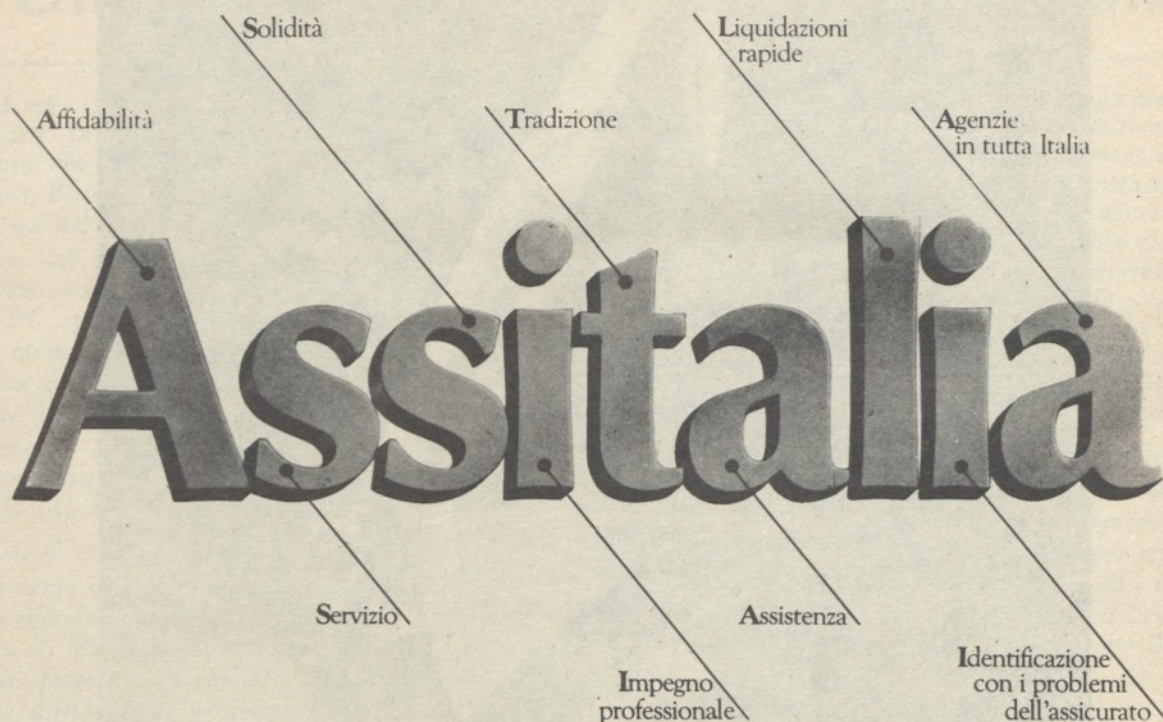 Solidità
Liquidazioni
rapide
Affidabilità
Tradizione
Agenzie
in tutta Italia
Assitalia
Servizio
Assistenza
Impegno
professionale
Identificazione
con i problemi
dell'assicurato